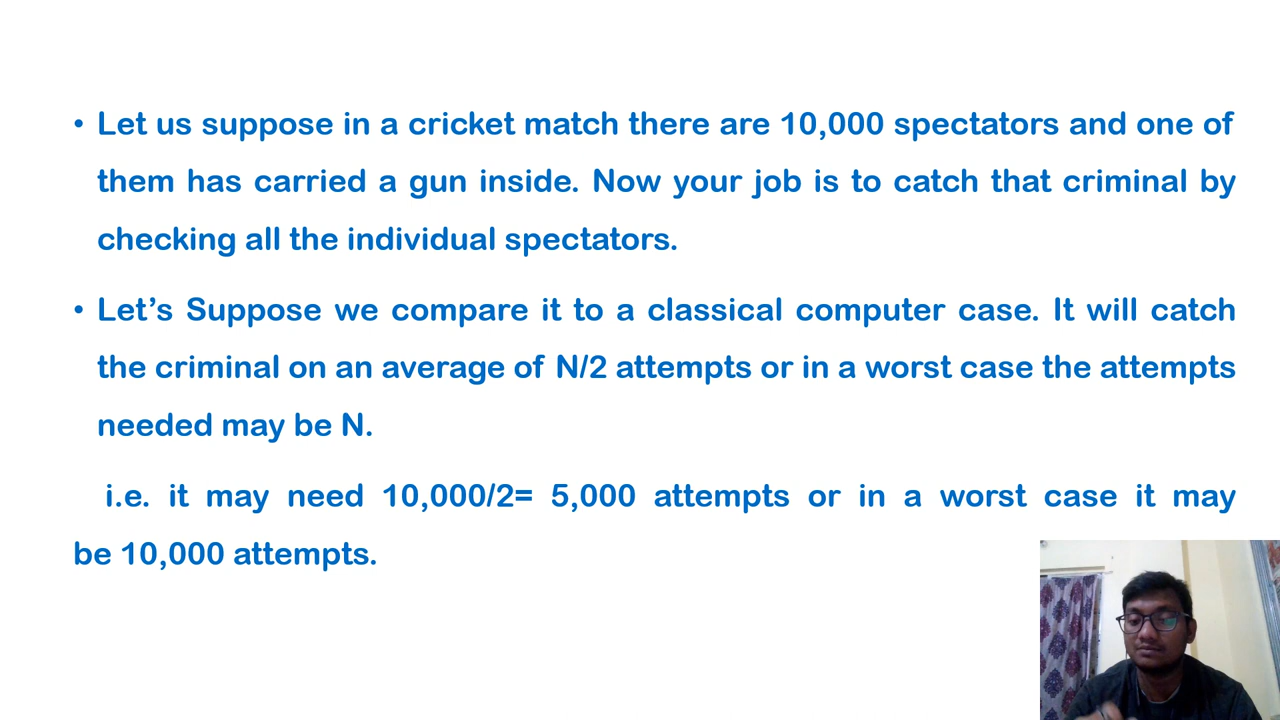 • Let us suppose in a cricket match there are 10,000 spectators and one of
them has carried a gun inside. Now your job is to catch that criminal by
checking all the individual spectators.
• Let’s Suppose we compare it to a classical computer case. It will catch
the criminal on an average of N/2 attempts or in a worst case the attempts
needed may be N.
i.e. it may need 10,000/2= 5,000 attempts or in a worst case it may
be 10,000 attempts.